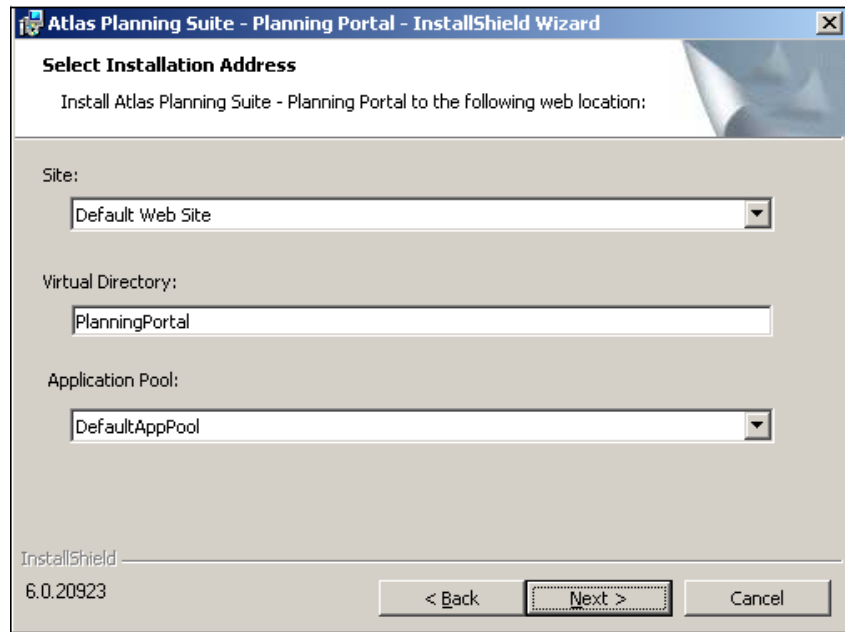 Atlas Planning Suite - Planning Portal - InstallShield Wizard
Select Installation Address
Install Atlas Planning Suite - Planning Portal to the following web location:
Site:
Default Web Site
Virtual Directory:
PlanningPortal
Application Pool:
DefaultAppPool
InstallShield
6.0.20923
< Back Next > Cancel